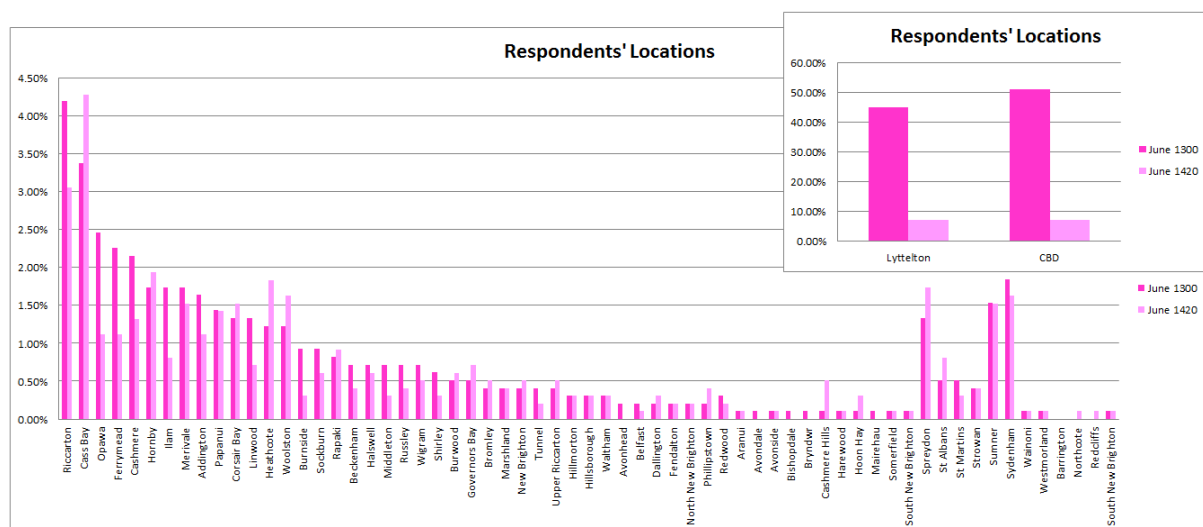 Respondents' Locations
4.50%
4.00%
3.50%
3.00%
2.50%
2.00%
1.50%
1.00%
0.50%
0.00%
Riccarton
Cass Bay
Opawa
Ferrymead
Cashmere
Hornby
Ilam
Merivale
Addington
Papanui
Corsair Bay
Linwood
Heathcote
Woolston
Burnside
Sockburn
Rapaki
Beckenham
Halswell
Middleton
Russley
Wigram
Shirley
Burwood
Governors Bay
Bronley
Marshland
New Brighton
Tunnel
Upper Riccarton
Hillmorton
Hillsborough
Waltham
Avonhead
Belfast
Dallington
Fendalton
North New Brighton
Phillipstown
Redwood
Aranui
Avondale
Avonside
Bishopdale
Bryndwr
Cashmere Hills
Harewood
Hoon Hay
Mairehau
Somerfield
South New Brighton
Spreydon
St Albans
St Martins
Strowan
Sumner
Sydenham
Wainoni
Westmorland
Barrington
Northcote
Redcliffs
South New Brighton
June 1300
June 1420
Respondents' Locations
60.00%
50.00%
40.00%
30.00%
20.00%
10.00%
0.00%
Lyttelton
CBD
June 1300
June 1420